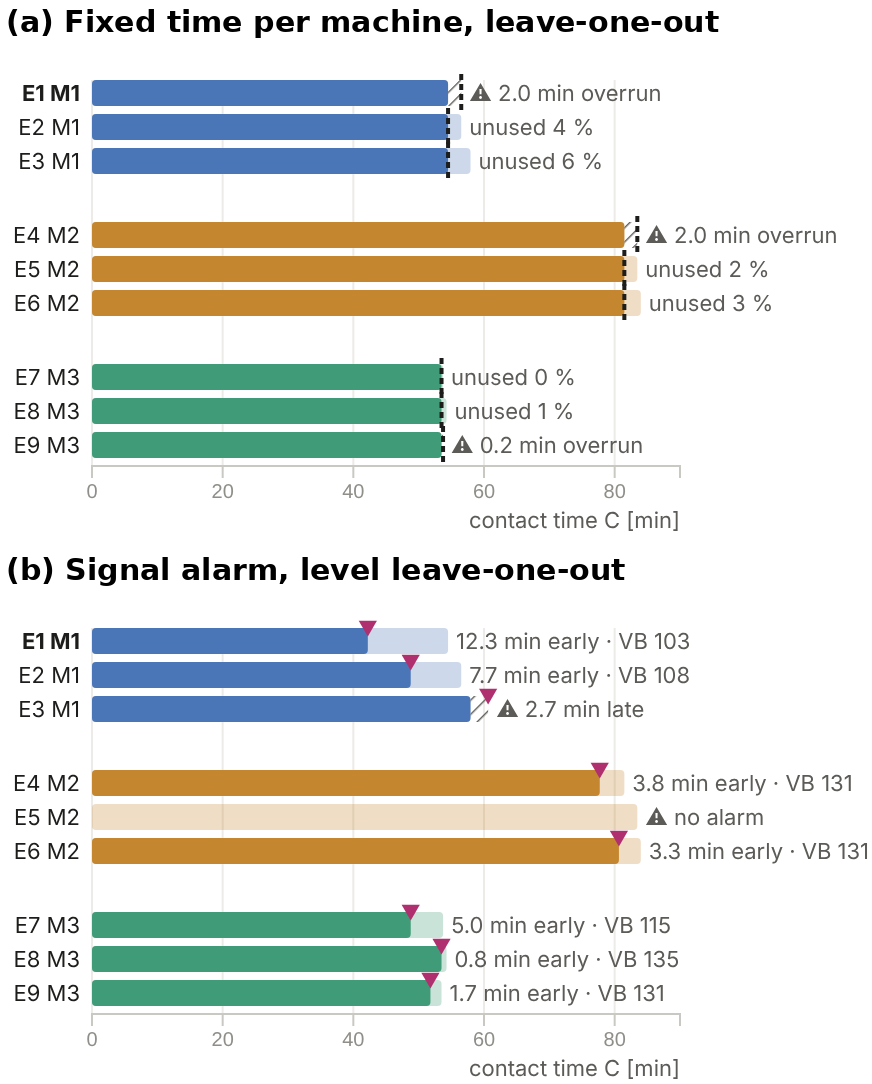 (a) Fixed time per machine, leave-one-out
E1 M1 2.0 min overrun
E2 M1 unused 4 %
E3 M1 unused 6 %
E4 M2 2.0 min overrun
E5 M2 unused 2 %
E6 M2 unused 3 %
E7 M3 unused 0 %
E8 M3 unused 1 %
E9 M3 0.2 min overrun
0 20 40 60 80
contact time C [min]
(b) Signal alarm, level leave-one-out
E1 M1 12.3 min early · VB 103
E2 M1 7.7 min early · VB 108
E3 M1 2.7 min late
E4 M2 3.8 min early · VB 131
E5 M2 no alarm
E6 M2 3.3 min early · VB 131
E7 M3 5.0 min early · VB 115
E8 M3 0.8 min early · VB 135
E9 M3 1.7 min early · VB 131
0 20 40 60 80
contact time C [min]